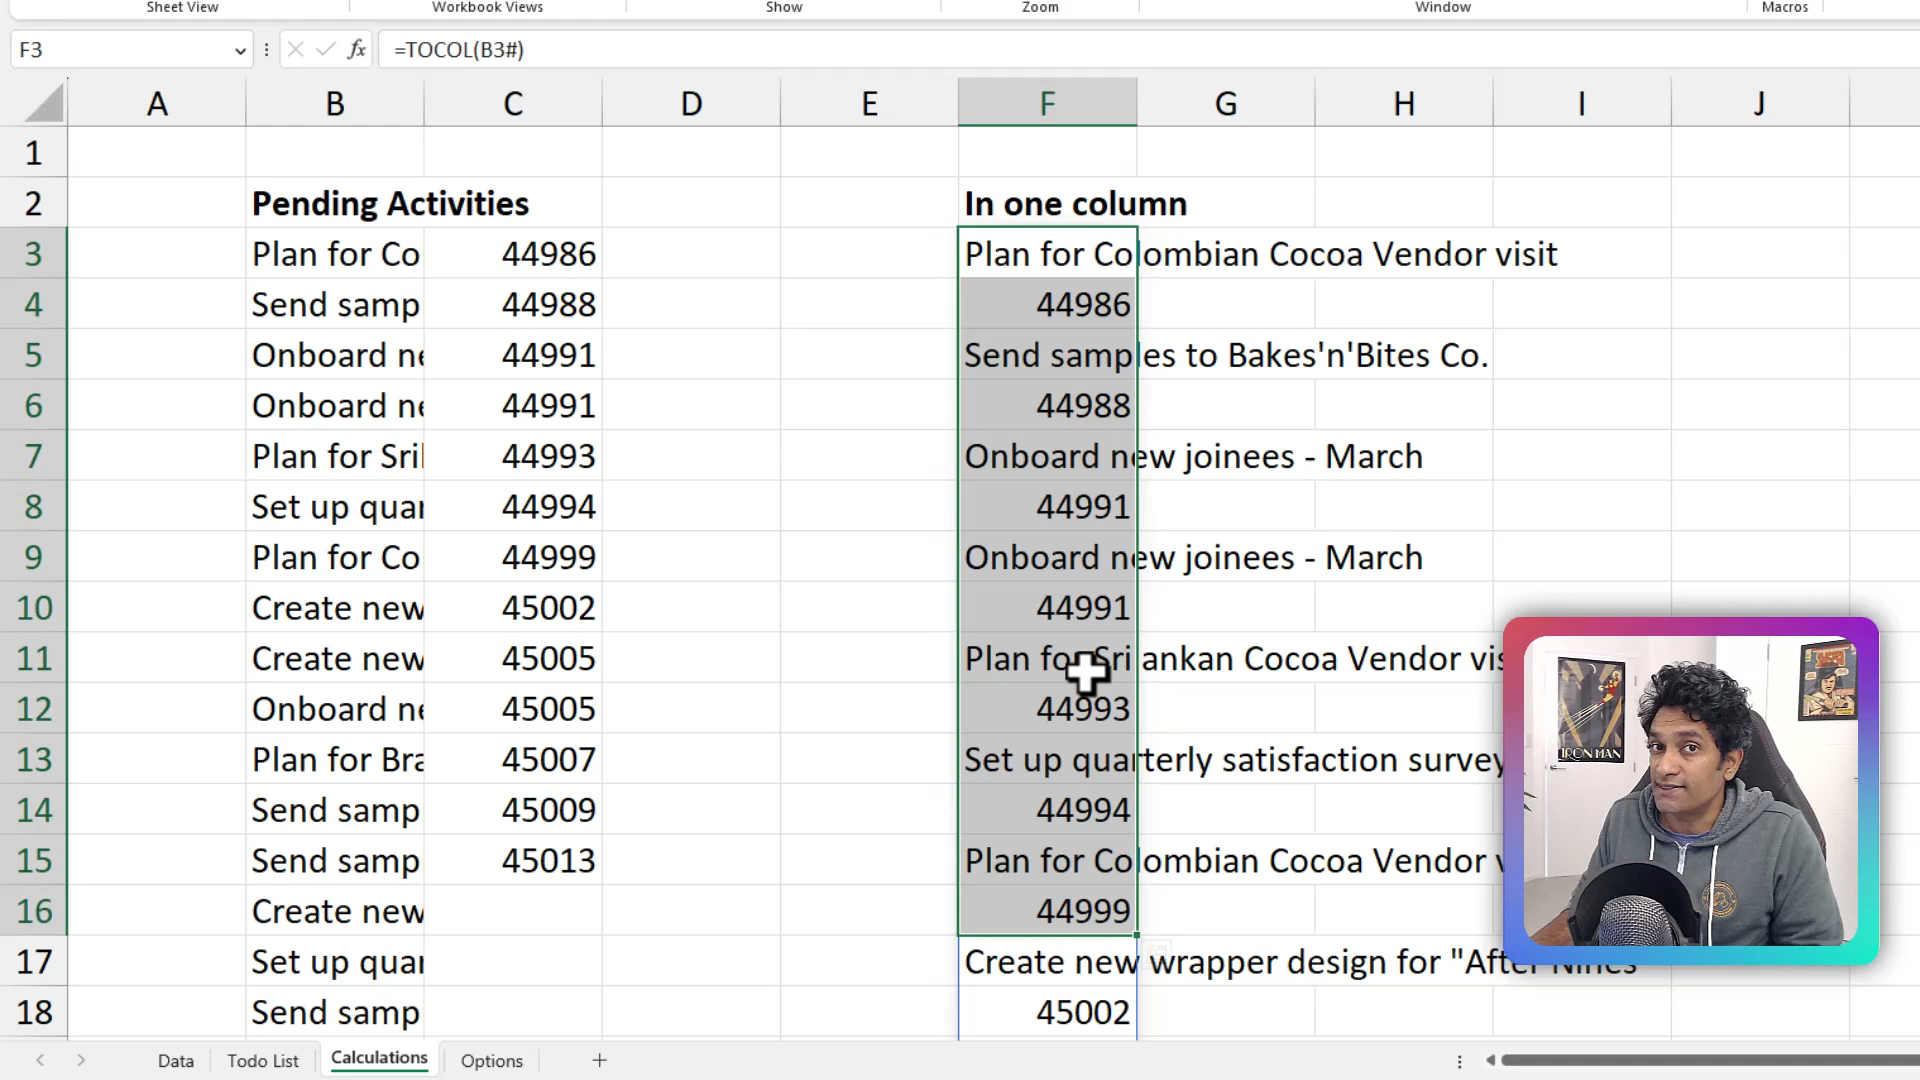 Sheet View Workbook Views Show Zoom Window Macros
F3 fx =TOCOL(B3#)
A B C D E F G H I J
1
2 Pending Activities In one column
3 Plan for Co 44986 Plan for Colombian Cocoa Vendor visit
4 Send samp 44988 44986
5 Onboard ne 44991 Send samples to Bakes'n'Bites Co.
6 Onboard ne 44991 44988
7 Plan for Sril 44993 Onboard new joinees - March
8 Set up quar 44994 44991
9 Plan for Co 44999 Onboard new joinees - March
10 Create new 45002 44991
11 Create new 45005 Plan for Sri ankan Cocoa Vendor vis
12 Onboard ne 45005 44993
13 Plan for Bra 45007 Set up quarterly satisfaction survey
14 Send samp 45009 44994
15 Send samp 45013 Plan for Colombian Cocoa Vendor v
16 Create new 44999
17 Set up quar Create new wrapper design for "After Nines
18 Send samp 45002
IRON MAN
Data Todo List Calculations Options +